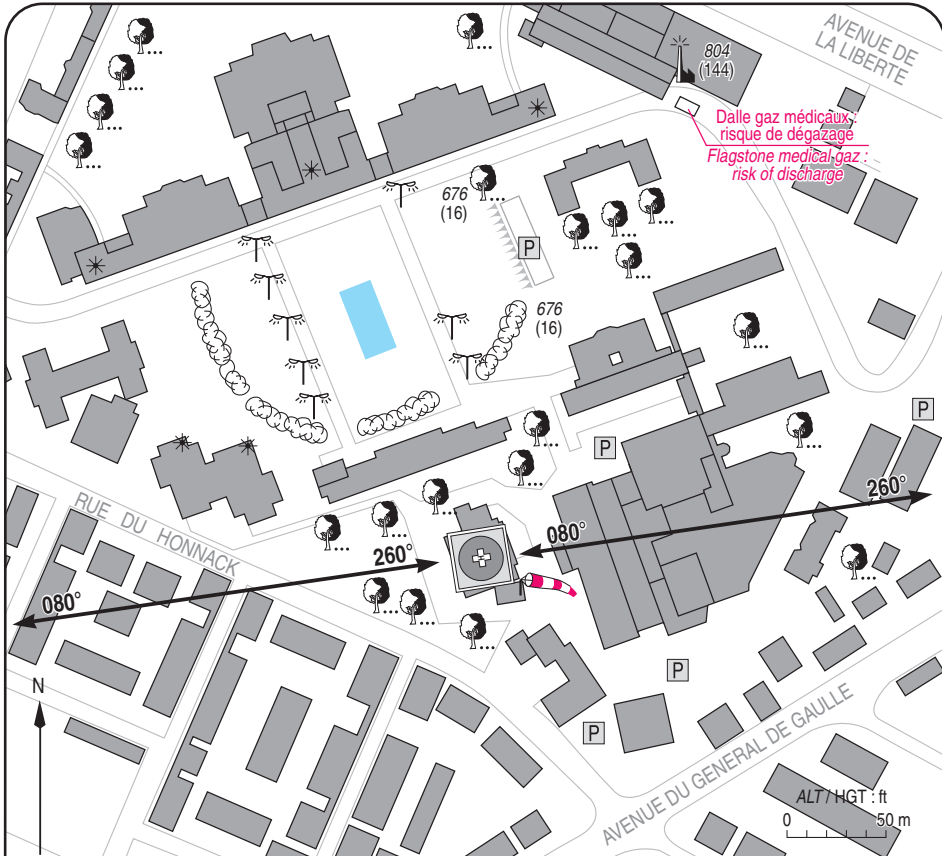 AVENUE DE
LA LIBERTE
804
(144)
Dalle gaz médicaux :
risque de dégazage
Flagstone medical gaz :
risk of discharge
676
(16)
P
676
(16)
P
P
RUE DU HONNACK
260°
080°
260°
080°
N
P
P
AVENUE DU GENERAL DE GAULLE
ALT / HGT : ft
0 50 m